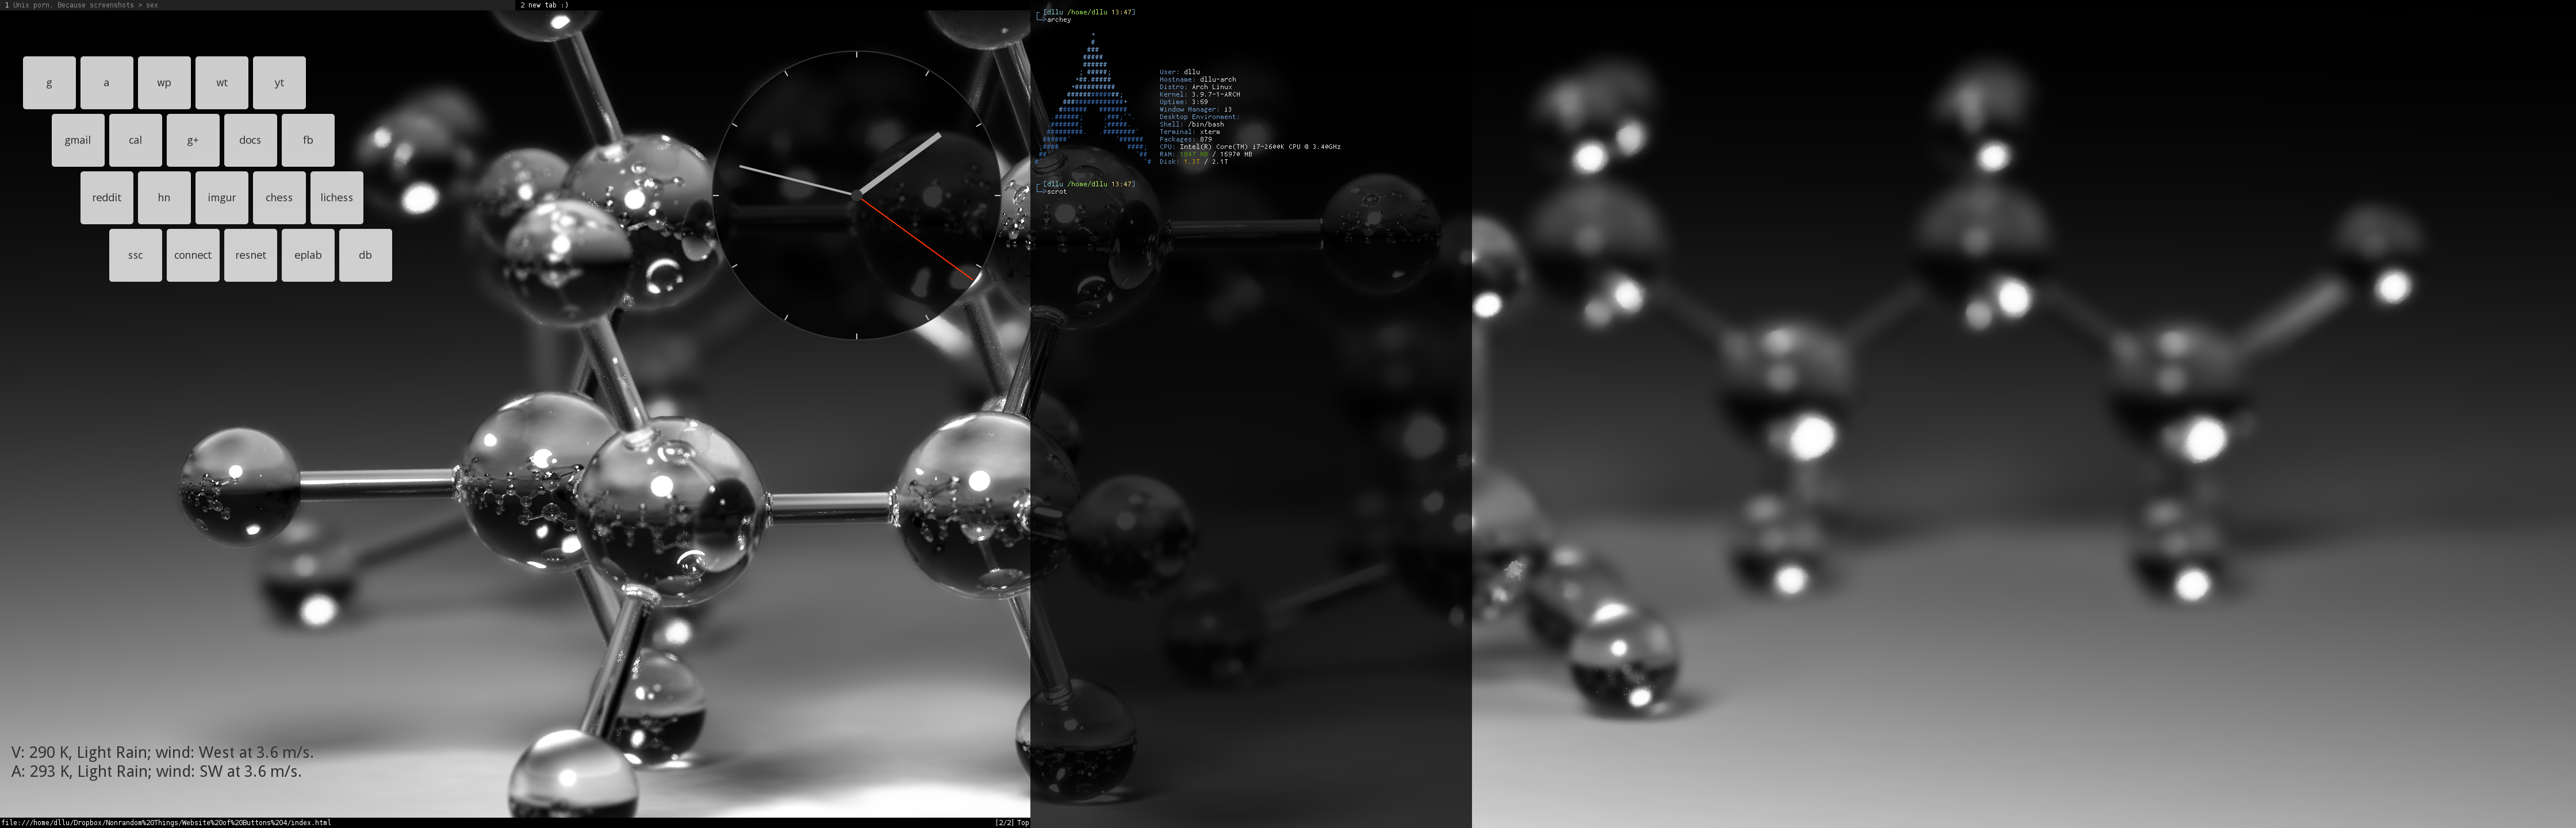 1 Unix porn. Because screenshots > sex
2 new tab :)
g a wp wt yt
gmail cal g+ docs fb
reddit hn imgur chess lichess
ssc connect resnet eplab db
V: 290 K, Light Rain; wind: West at 3.6 m/s.
A: 293 K, Light Rain; wind: SW at 3.6 m/s.
file:///home/dllu/Dropbox/Nonrandom%20Things/Website%20of%20Buttons%204/index.html
[2/2] Top
[dllu /home/dllu 13:47]
archey
User: dllu
Hostname: dllu-arch
Distro: Arch Linux
Kernel: 3.9.7-1-ARCH
Uptime: 3:59
Window Manager: i3
Desktop Environment:
Shell: /bin/bash
Terminal: xterm
Packages: 879
CPU: Intel(R) Core(TM) i7-2600K CPU @ 3.40GHz
RAM: 1847 MB / 15970 MB
Disk: 1.3T / 2.1T
[dllu /home/dllu 13:47]
scrot